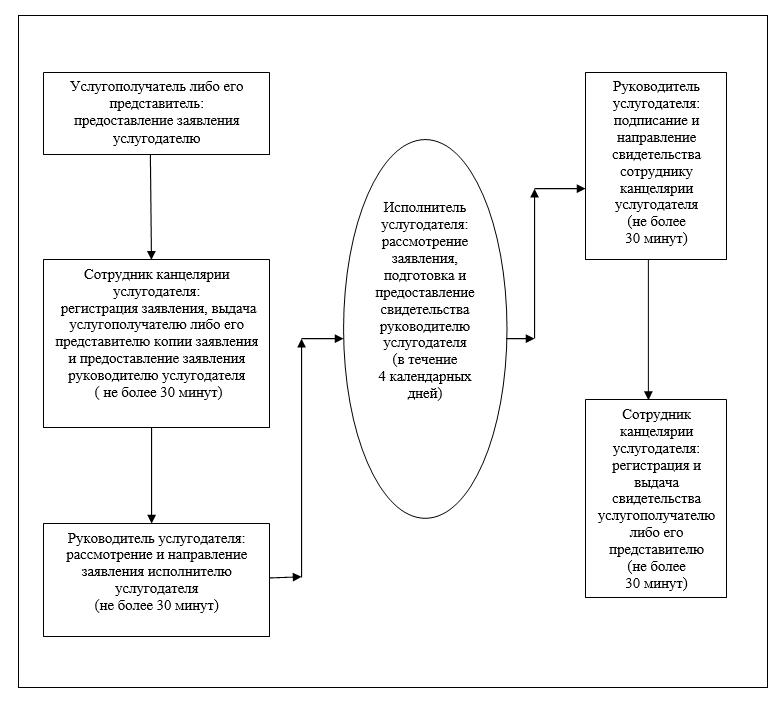 Услугополучатель либо его
представитель:
предоставление заявления
услугодателю
Сотрудник канцелярии
услугодателя:
регистрация заявления, выдача
услугополучателю либо его
представителю копии заявления
и предоставление заявления
руководителю услугодателя
( не более 30 минут)
Руководитель услугодателя:
рассмотрение и направление
заявления исполнителю
услугодателя
(не более 30 минут)
Исполнитель
услугодателя:
рассмотрение
заявления,
подготовка и
предоставление
свидетельства
руководителю
услугодателя
(в течение
4 календарных
дней)
Руководитель
услугодателя:
подписание и
направление
свидетельства
сотруднику
канцелярии
услугодателя
(не более
30 минут)
Сотрудник
канцелярии
услугодателя:
регистрация и
выдача
свидетельства
услугополучателю
либо его
представителю
(не более
30 минут)